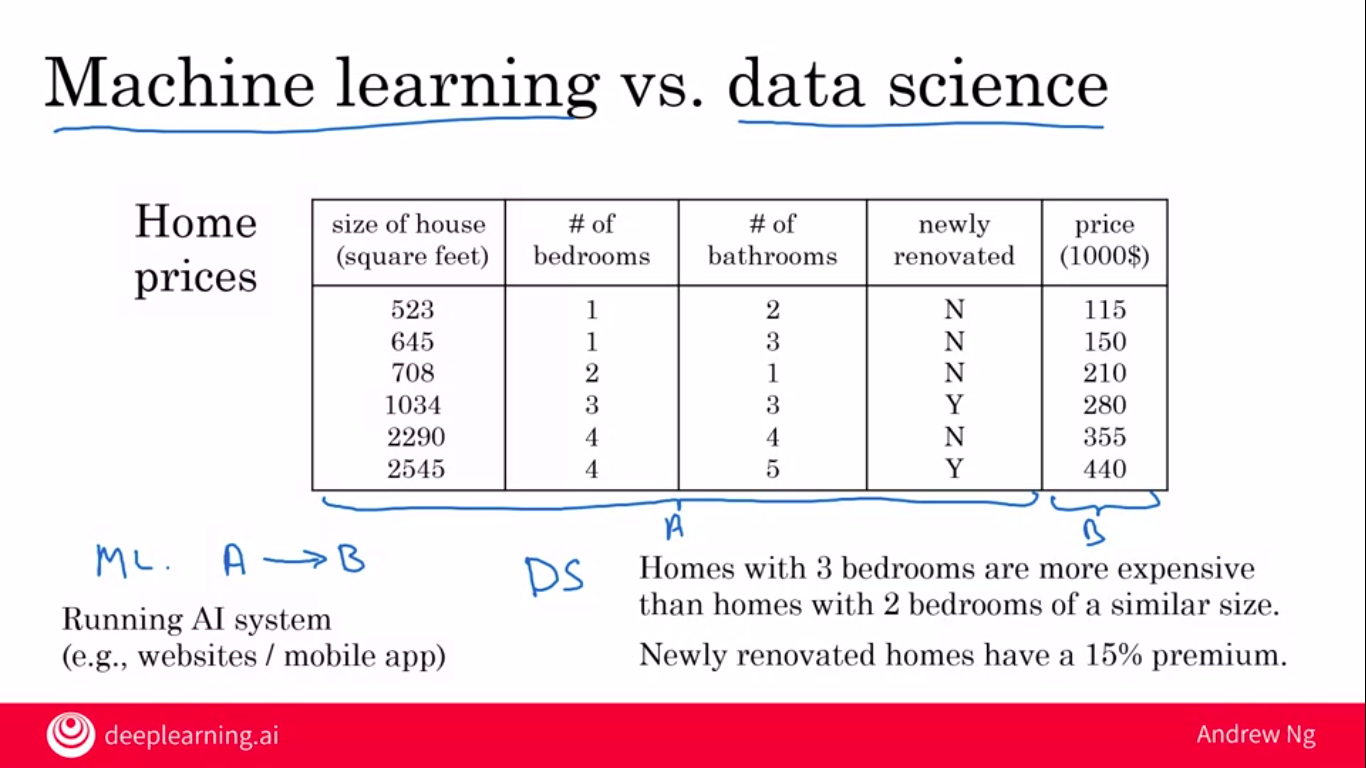 Machine learning vs. data science
Home
prices
size of house
(square feet)
# of
bedrooms
# of
bathrooms
newly
renovated
price
(1000$)
523 1 2 N 115
645 1 3 N 150
708 2 1 N 210
1034 3 3 Y 280
2290 4 4 N 355
2545 4 5 Y 440
A B
ML. A → B
Running AI system
(e.g., websites / mobile app)
DS
Homes with 3 bedrooms are more expensive
than homes with 2 bedrooms of a similar size.
Newly renovated homes have a 15% premium.
deeplearning.ai
Andrew Ng